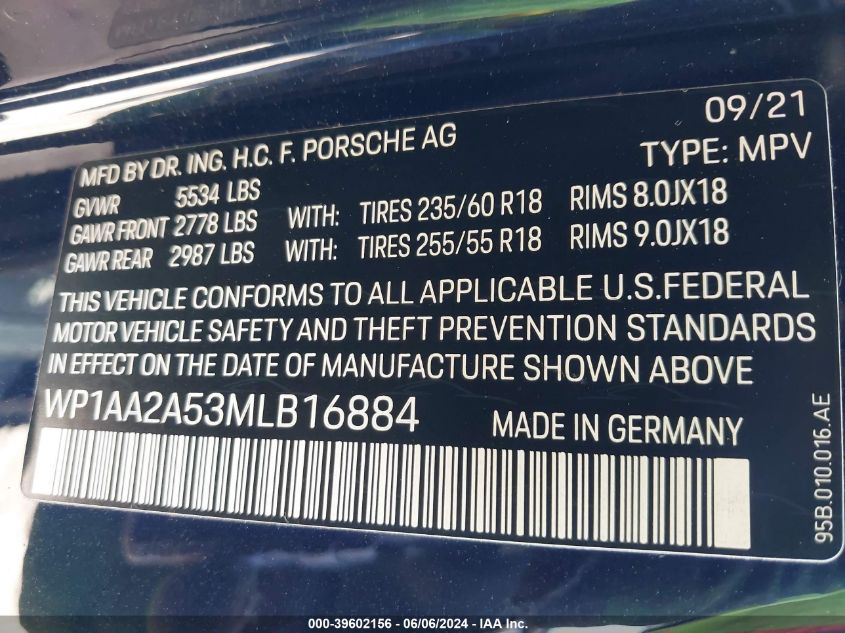 09/21
MFD BY DR. ING. H.C. F. PORSCHE AG TYPE: MPV
GVWR 5534 LBS
GAWR FRONT 2778 LBS WITH: TIRES 235/60 R18 RIMS 8.0JX18
GAWR REAR 2987 LBS WITH: TIRES 255/55 R18 RIMS 9.0JX18
THIS VEHICLE CONFORMS TO ALL APPLICABLE U.S.FEDERAL
MOTOR VEHICLE SAFETY AND THEFT PREVENTION STANDARDS
IN EFFECT ON THE DATE OF MANUFACTURE SHOWN ABOVE
WP1AA2A53MLB16884 MADE IN GERMANY
95B.010.016.AE
000-39602156 - 06/06/2024 - IAA Inc.